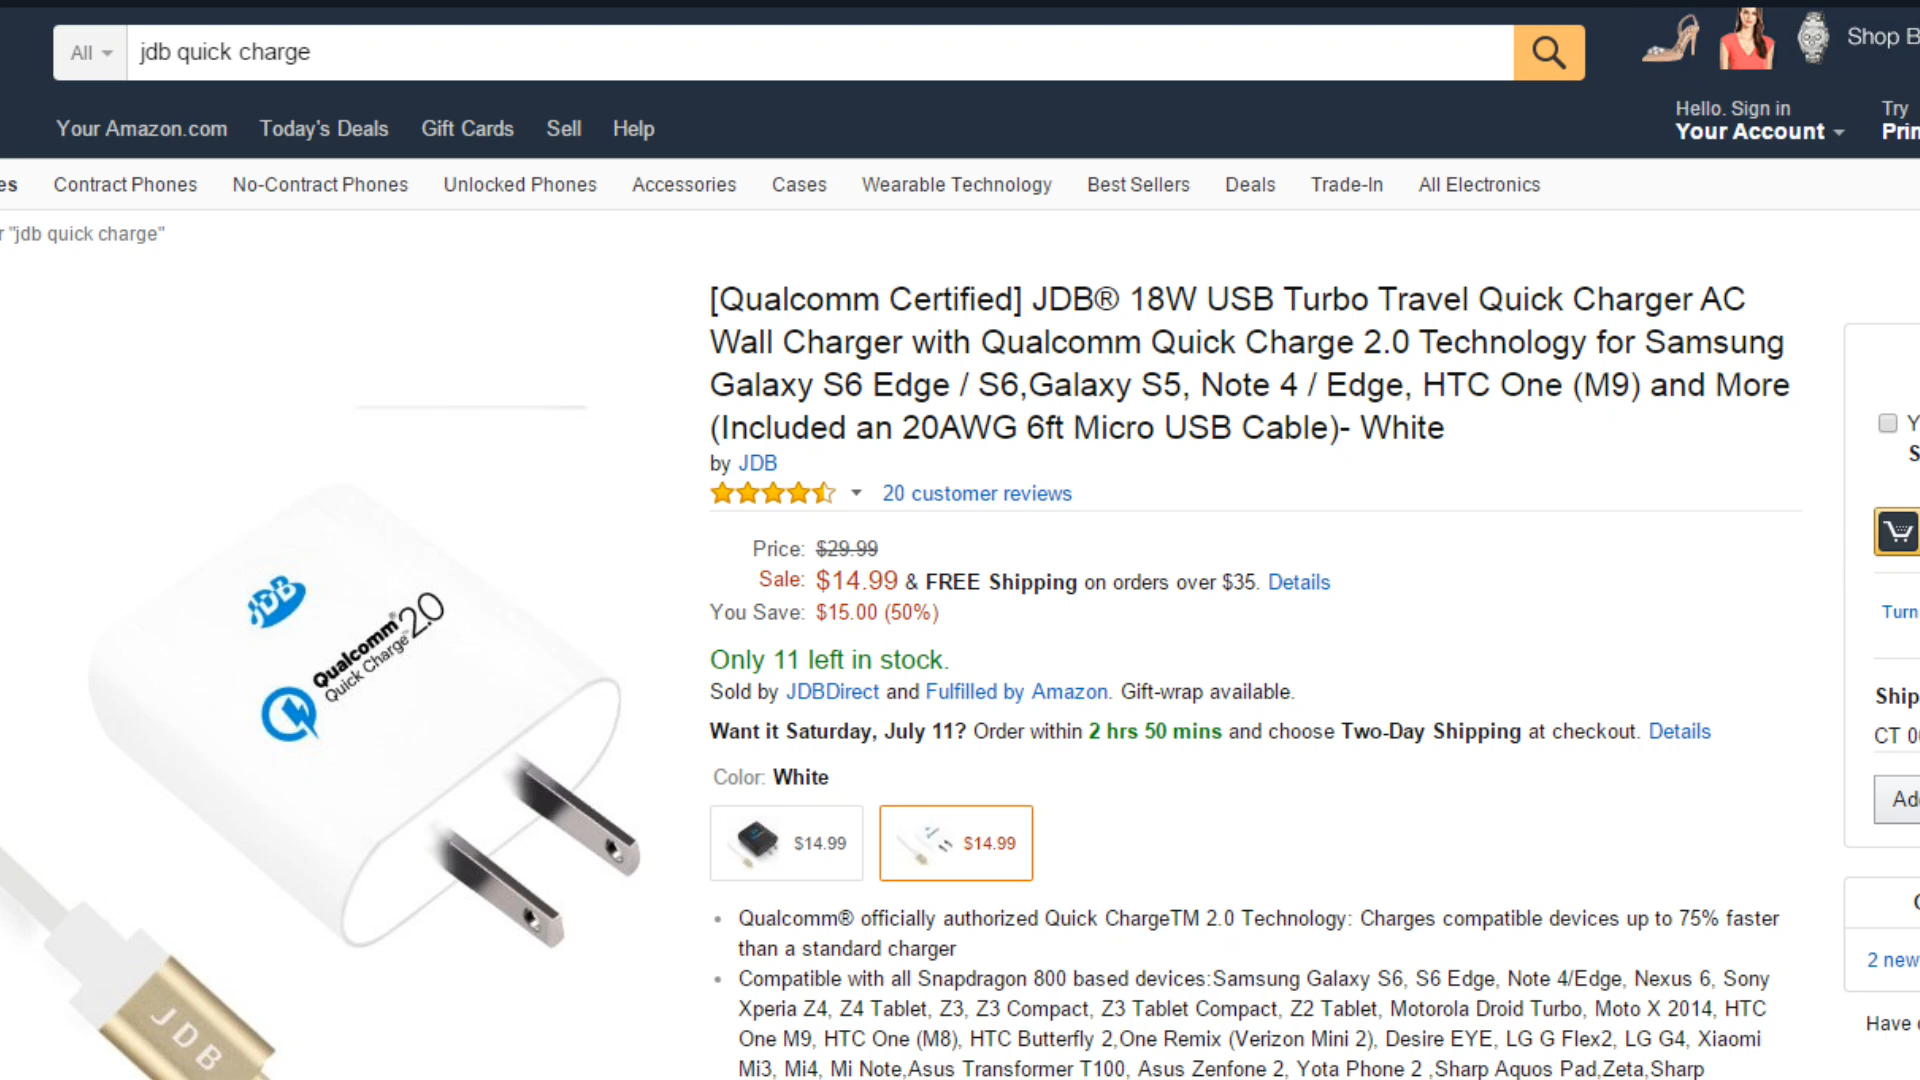 All
jdb quick charge
Shop B
Your Amazon.com
Today's Deals
Gift Cards
Sell
Help
Hello. Sign in
Your Account
Try
Prin
es
Contract Phones
No-Contract Phones
Unlocked Phones
Accessories
Cases
Wearable Technology
Best Sellers
Deals
Trade-In
All Electronics
r "jdb quick charge"
JDB
Qualcomm® 2.0
Quick Charge™
JDB
[Qualcomm Certified] JDB® 18W USB Turbo Travel Quick Charger AC
Wall Charger with Qualcomm Quick Charge 2.0 Technology for Samsung
Galaxy S6 Edge / S6,Galaxy S5, Note 4 / Edge, HTC One (M9) and More
(Included an 20AWG 6ft Micro USB Cable)- White
by JDB
20 customer reviews
Price: $29.99
Sale: $14.99 & FREE Shipping on orders over $35. Details
You Save: $15.00 (50%)
Only 11 left in stock.
Sold by JDBDirect and Fulfilled by Amazon. Gift-wrap available.
Want it Saturday, July 11? Order within 2 hrs 50 mins and choose Two-Day Shipping at checkout. Details
Color: White
$14.99
$14.99
• Qualcomm® officially authorized Quick ChargeTM 2.0 Technology: Charges compatible devices up to 75% faster
than a standard charger
• Compatible with all Snapdragon 800 based devices:Samsung Galaxy S6, S6 Edge, Note 4/Edge, Nexus 6, Sony
Xperia Z4, Z4 Tablet, Z3, Z3 Compact, Z3 Tablet Compact, Z2 Tablet, Motorola Droid Turbo, Moto X 2014, HTC
One M9, HTC One (M8), HTC Butterfly 2,One Remix (Verizon Mini 2), Desire EYE, LG G Flex2, LG G4, Xiaomi
Mi3, Mi4, Mi Note,Asus Transformer T100, Asus Zenfone 2, Yota Phone 2 ,Sharp Aquos Pad,Zeta,Sharp
Y
S
Turn
Ship
CT 0
Ad
2 new
Have